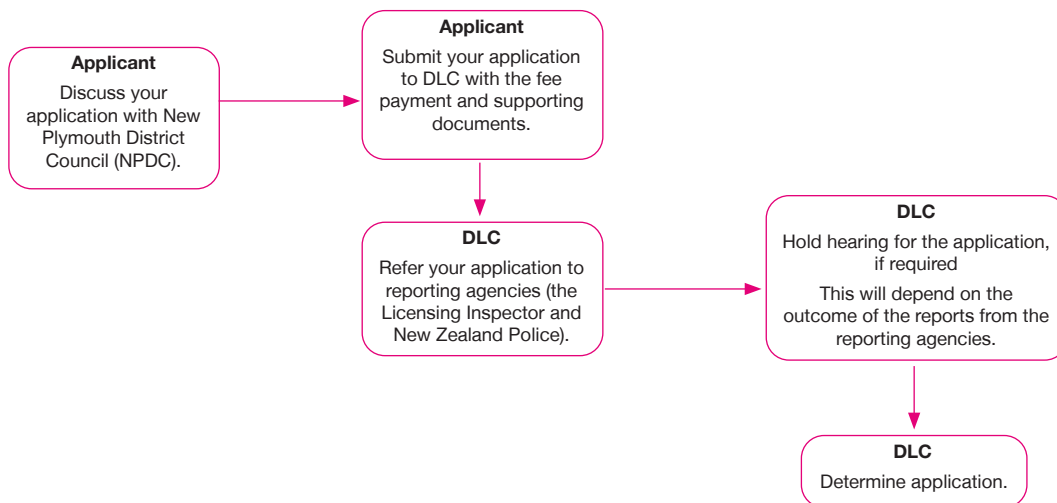 Applicant
Discuss your
application with New
Plymouth District
Council (NPDC).
Applicant
Submit your application
to DLC with the fee
payment and supporting
documents.
DLC
Refer your application to
reporting agencies (the
Licensing Inspector and
New Zealand Police).
DLC
Hold hearing for the application,
if required
This will depend on the
outcome of the reports from the
reporting agencies.
DLC
Determine application.